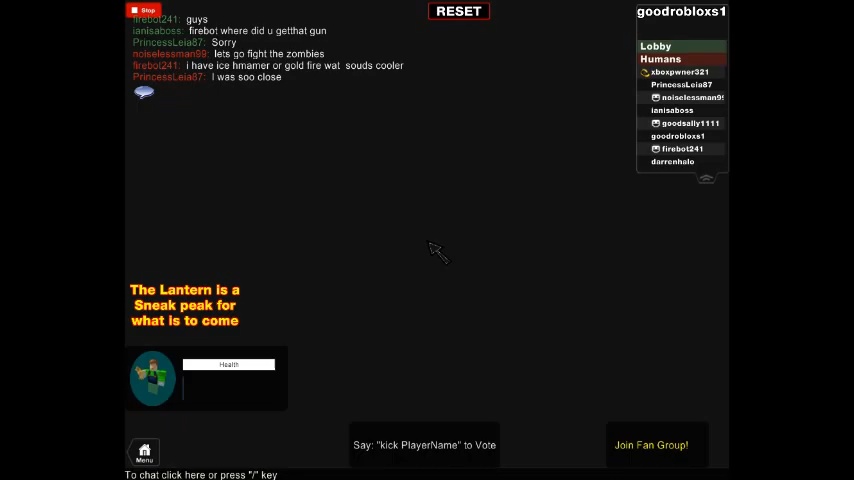 Stop
firebot241: guys
ianisaboss: firebot where did u getthat gun
PrincessLeia87: Sorry
noiselessman99: lets go fight the zombies
firebot241: i have ice hmamer or gold fire wat souds cooler
PrincessLeia87: I was soo close
RESET
goodrobloxs1
Lobby
Humans
xboxpwner321
PrincessLeia87
noiselessman99
ianisaboss
goodsally1111
goodrobloxs1
firebot241
darrenhalo
The Lantern is a
Sneak peak for
what is to come
Health
Menu
Say: "kick PlayerName" to Vote
Join Fan Group!
To chat click here or press "/" key